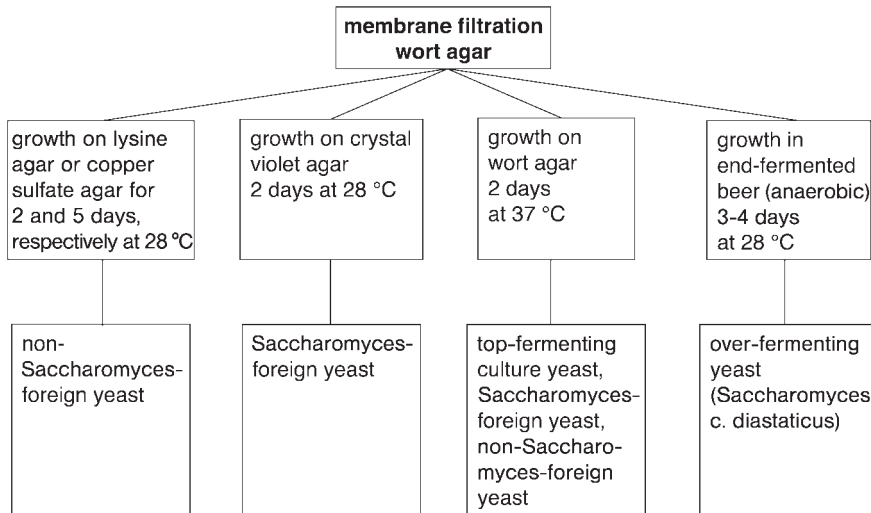 membrane filtration
wort agar
growth on lysine
agar or copper
sulfate agar for
2 and 5 days,
respectively at 28 °C
growth on crystal
violet agar
2 days at 28 °C
growth on
wort agar
2 days
at 37 °C
growth in
end-fermented
beer (anaerobic)
3-4 days
at 28 °C
non-
Saccharomyces-
foreign yeast
Saccharomyces-
foreign yeast
top-fermenting
culture yeast,
Saccharomyces-
foreign yeast,
non-Saccharo-
myces-foreign
yeast
over-fermenting
yeast
(Saccharomyces
c. diastaticus)